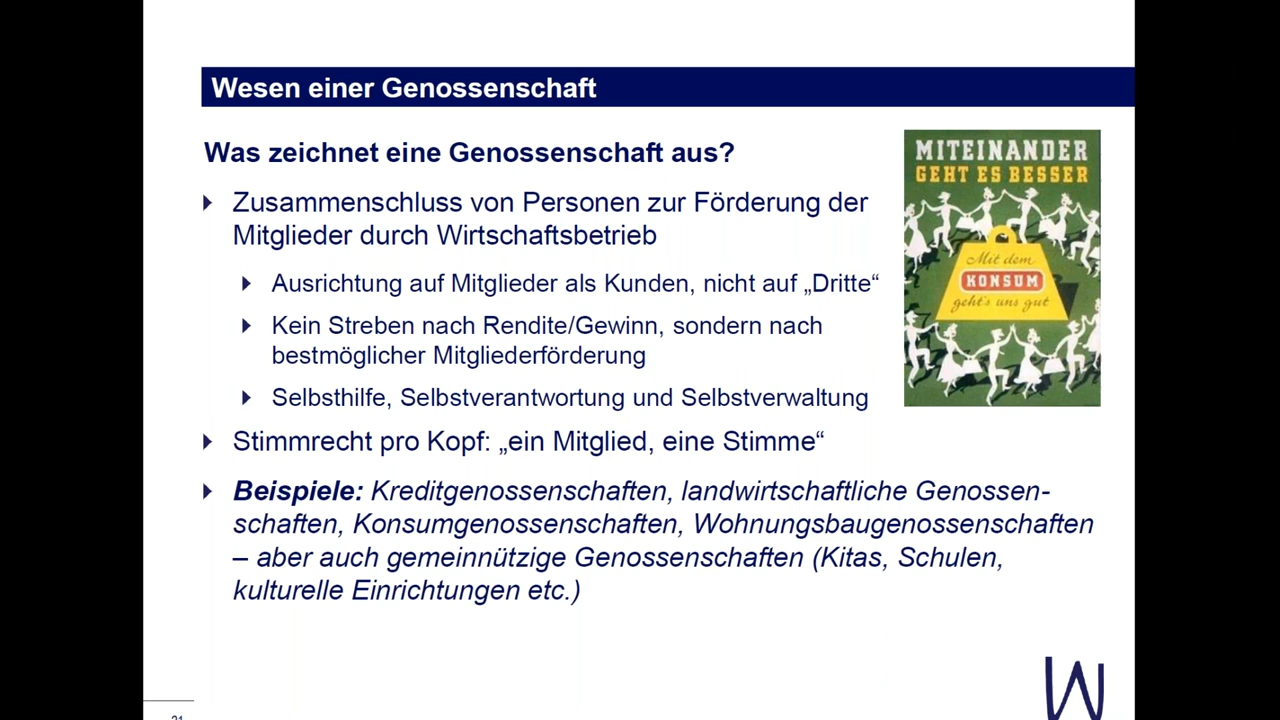 Wesen einer Genossenschaft
Was zeichnet eine Genossenschaft aus?
Zusammenschluss von Personen zur Förderung der
Mitglieder durch Wirtschaftsbetrieb
Ausrichtung auf Mitglieder als Kunden, nicht auf „Dritte“
Kein Streben nach Rendite/Gewinn, sondern nach
bestmöglicher Mitgliederförderung
Selbsthilfe, Selbstverantwortung und Selbstverwaltung
Stimmrecht pro Kopf: „ein Mitglied, eine Stimme“
Beispiele: Kreditgenossenschaften, landwirtschaftliche Genossen-
schaften, Konsumgenossenschaften, Wohnungsbaugenossenschaften
– aber auch gemeinnützige Genossenschaften (Kitas, Schulen,
kulturelle Einrichtungen etc.)
MITEINANDER
GEHT ES BESSER
Mit dem
KONSUM
geht's uns gut
W